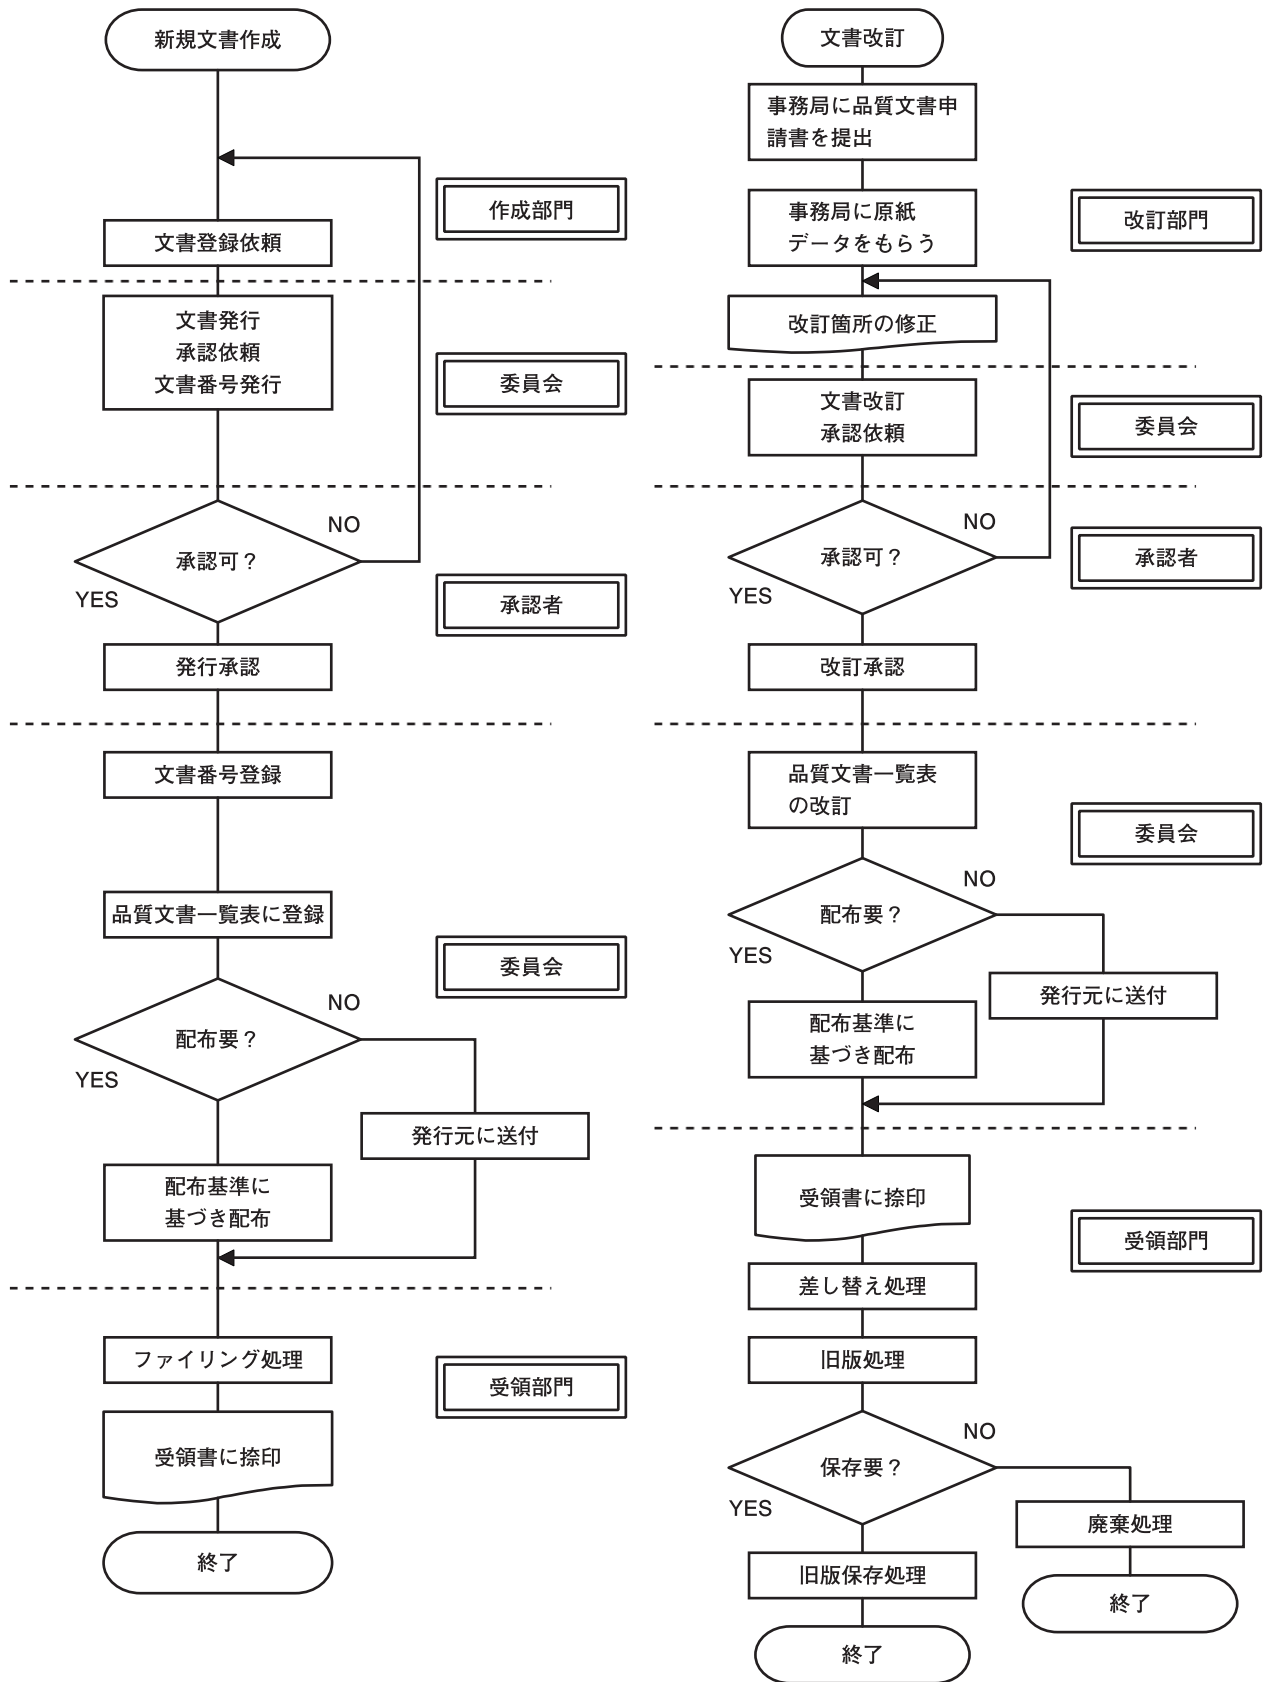 新規文書作成
作成部門
文書登録依頼
文書発行
承認依頼
文書番号発行
委員会
NO
承認可？
YES
承認者
発行承認
文書番号登録
品質文書一覧表に登録
委員会
NO
配布要？
YES
発行元に送付
配布基準に
基づき配布
ファイリング処理
受領部門
受領書に捺印
終了
文書改訂
事務局に品質文書申
請書を提出
事務局に原紙
データをもらう
改訂部門
改訂箇所の修正
文書改訂
承認依頼
委員会
NO
承認可？
YES
承認者
改訂承認
品質文書一覧表
の改訂
委員会
NO
配布要？
YES
発行元に送付
配布基準に
基づき配布
受領書に捺印
受領部門
差し替え処理
旧版処理
NO
保存要？
YES
廃棄処理
旧版保存処理
終了
終了